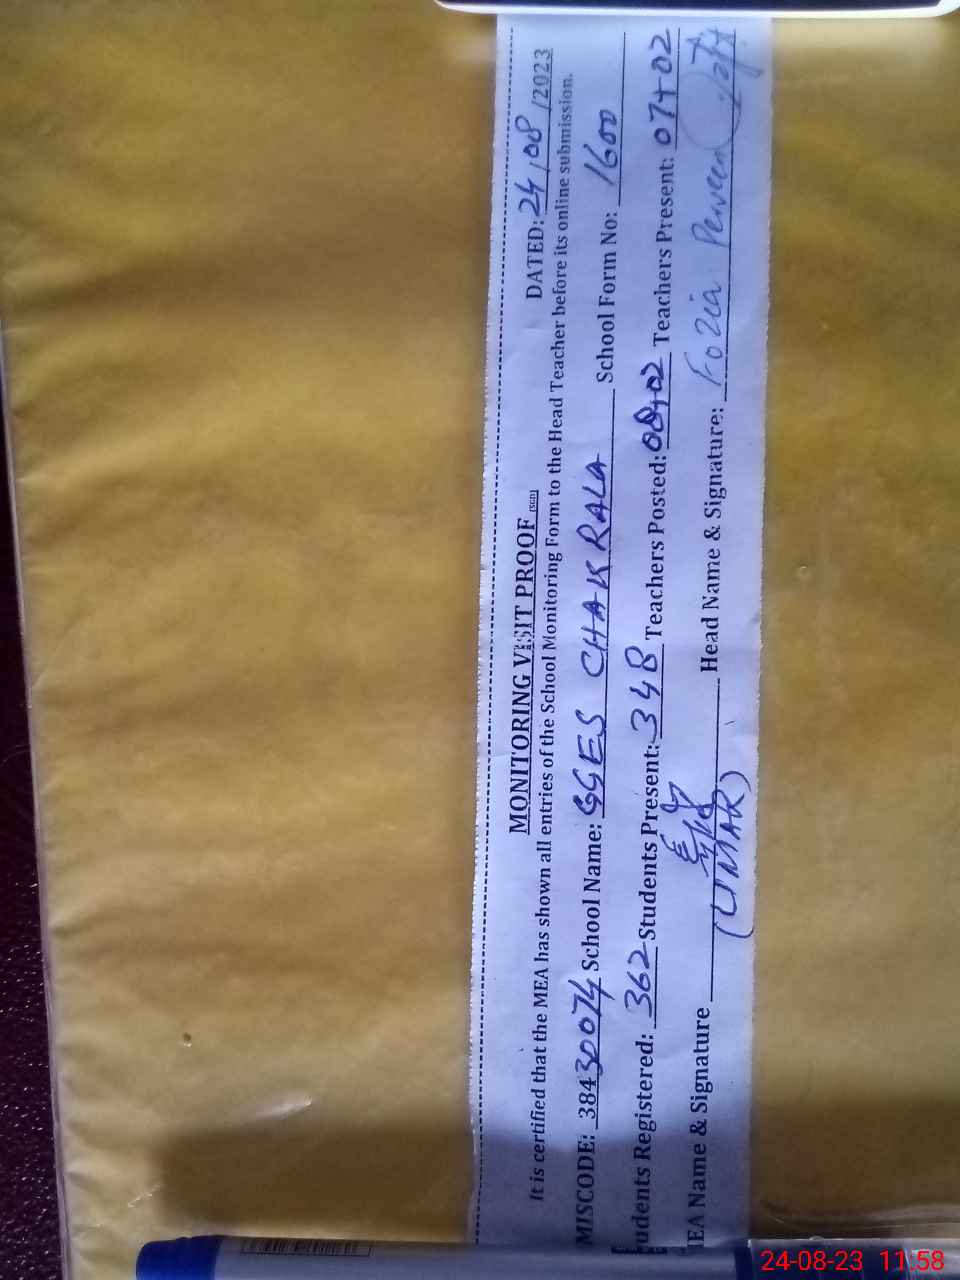 MONITORING VISIT PROOF (SGD)
DATED: 24/08/2023
It is certified that the MEA has shown all entries of the School Monitoring Form to the Head Teacher before its online submission.
MISCODE: 38430074 School Name: GGES CHAKRALA School Form No: 1600
udents Registered: 362 Students Present: 348 Teachers Posted: 08+02 Teachers Present: 07+02
EA Name & Signature (UMAR) Head Name & Signature: Fozia Perveen
24-08-23 11:58